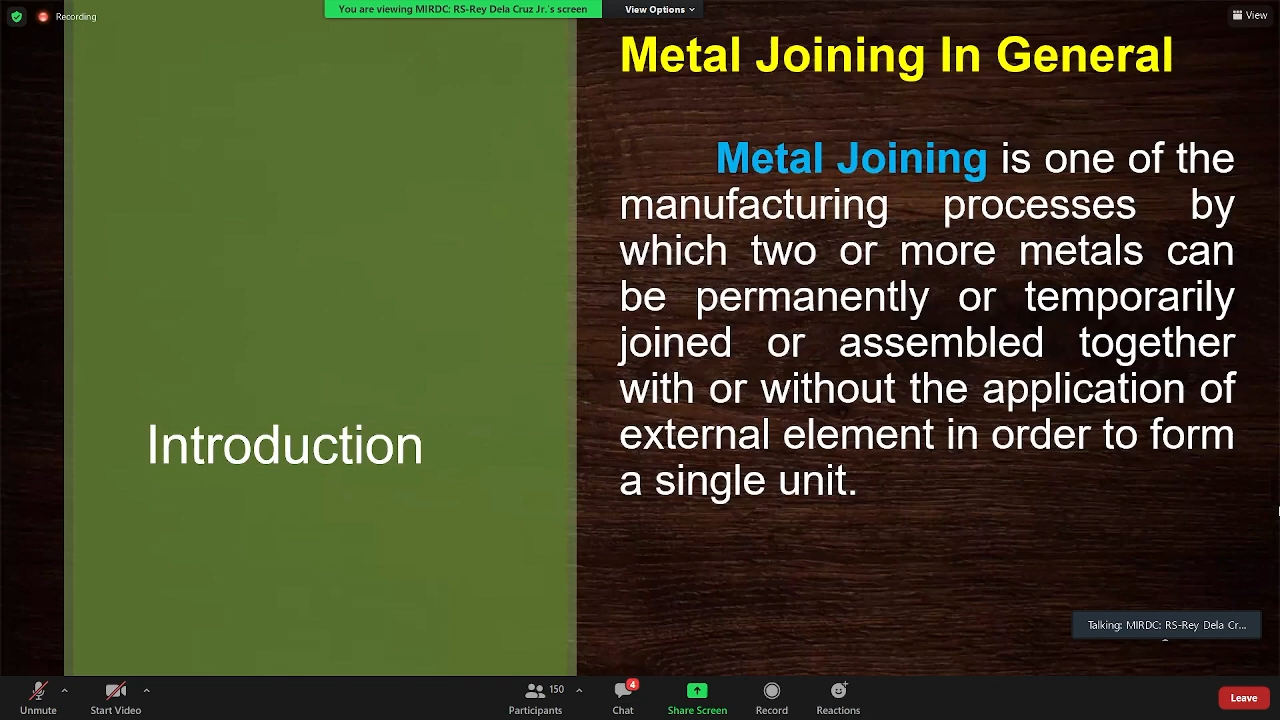 Recording
You are viewing MIRDC: RS-Rey Dela Cruz Jr.'s screen
View Options
View
Metal Joining In General
Metal Joining is one of the
manufacturing processes by
which two or more metals can
be permanently or temporarily
joined or assembled together
with or without the application of
external element in order to form
a single unit.
Introduction
Talking: MIRDC: RS-Rey Dela Cr...
Unmute
Start Video
150
Participants
4
Chat
Share Screen
Record
Reactions
Leave